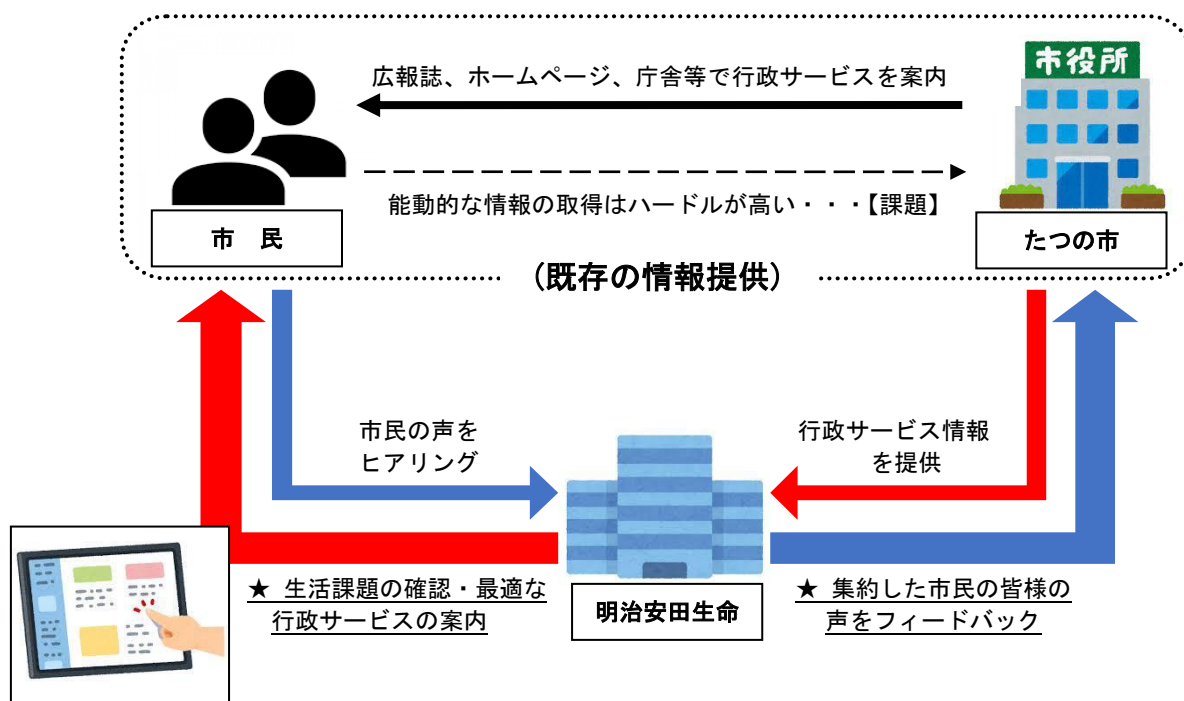 市役所
広報誌、ホームページ、庁舎等で行政サービスを案内
能動的な情報の取得はハードルが高い・・・【課題】
市　民
たつの市
（既存の情報提供）
市民の声を
ヒアリング
行政サービス情報
を提供
★ 生活課題の確認・最適な
行政サービスの案内
明治安田生命
★ 集約した市民の皆様の
声をフィードバック